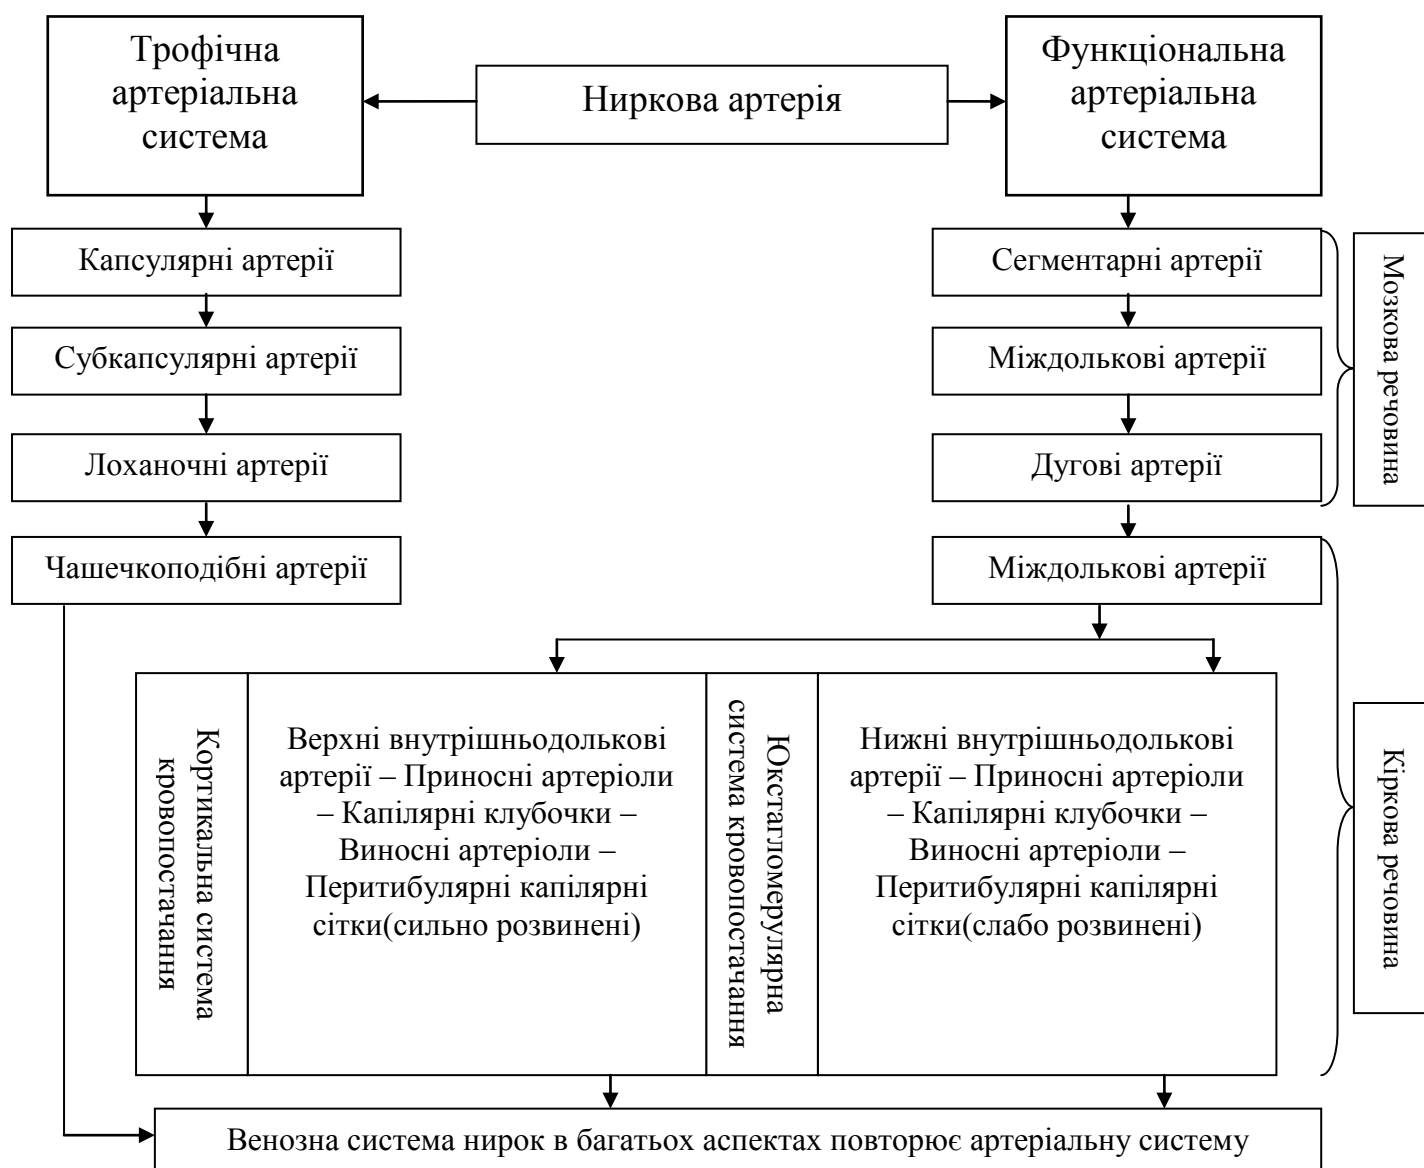 Трофічна
артеріальна
система
Ниркова артерія
Функціональна
артеріальна
система
Капсулярні артерії
Сегментарні артерії
Субкапсулярні артерії
Міждолькові артерії
Лоханочні артерії
Дугові артерії
Мозкова речовина
Чашечкоподібні артерії
Міждолькові артерії
Кортикальна система
кровопостачання
Верхні внутрішньодолькові
артерії – Приносні артеріоли
– Капілярні клубочки –
Виносні артеріоли –
Перитибулярні капілярні
сітки(сильно розвинені)
Юкстагломерулярна
система кровопостачання
Нижні внутрішньодолькові
артерії – Приносні артеріоли
– Капілярні клубочки –
Виносні артеріоли –
Перитибулярні капілярні
сітки(слабо розвинені)
Кіркова речовина
Венозна система нирок в багатьох аспектах повторює артеріальну систему